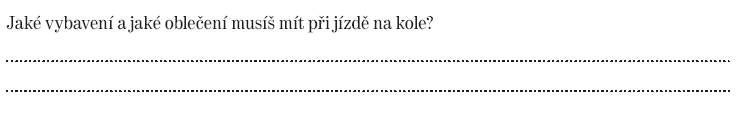 Jaké vybavení a jaké oblečení musíš mít při jízdě na kole?